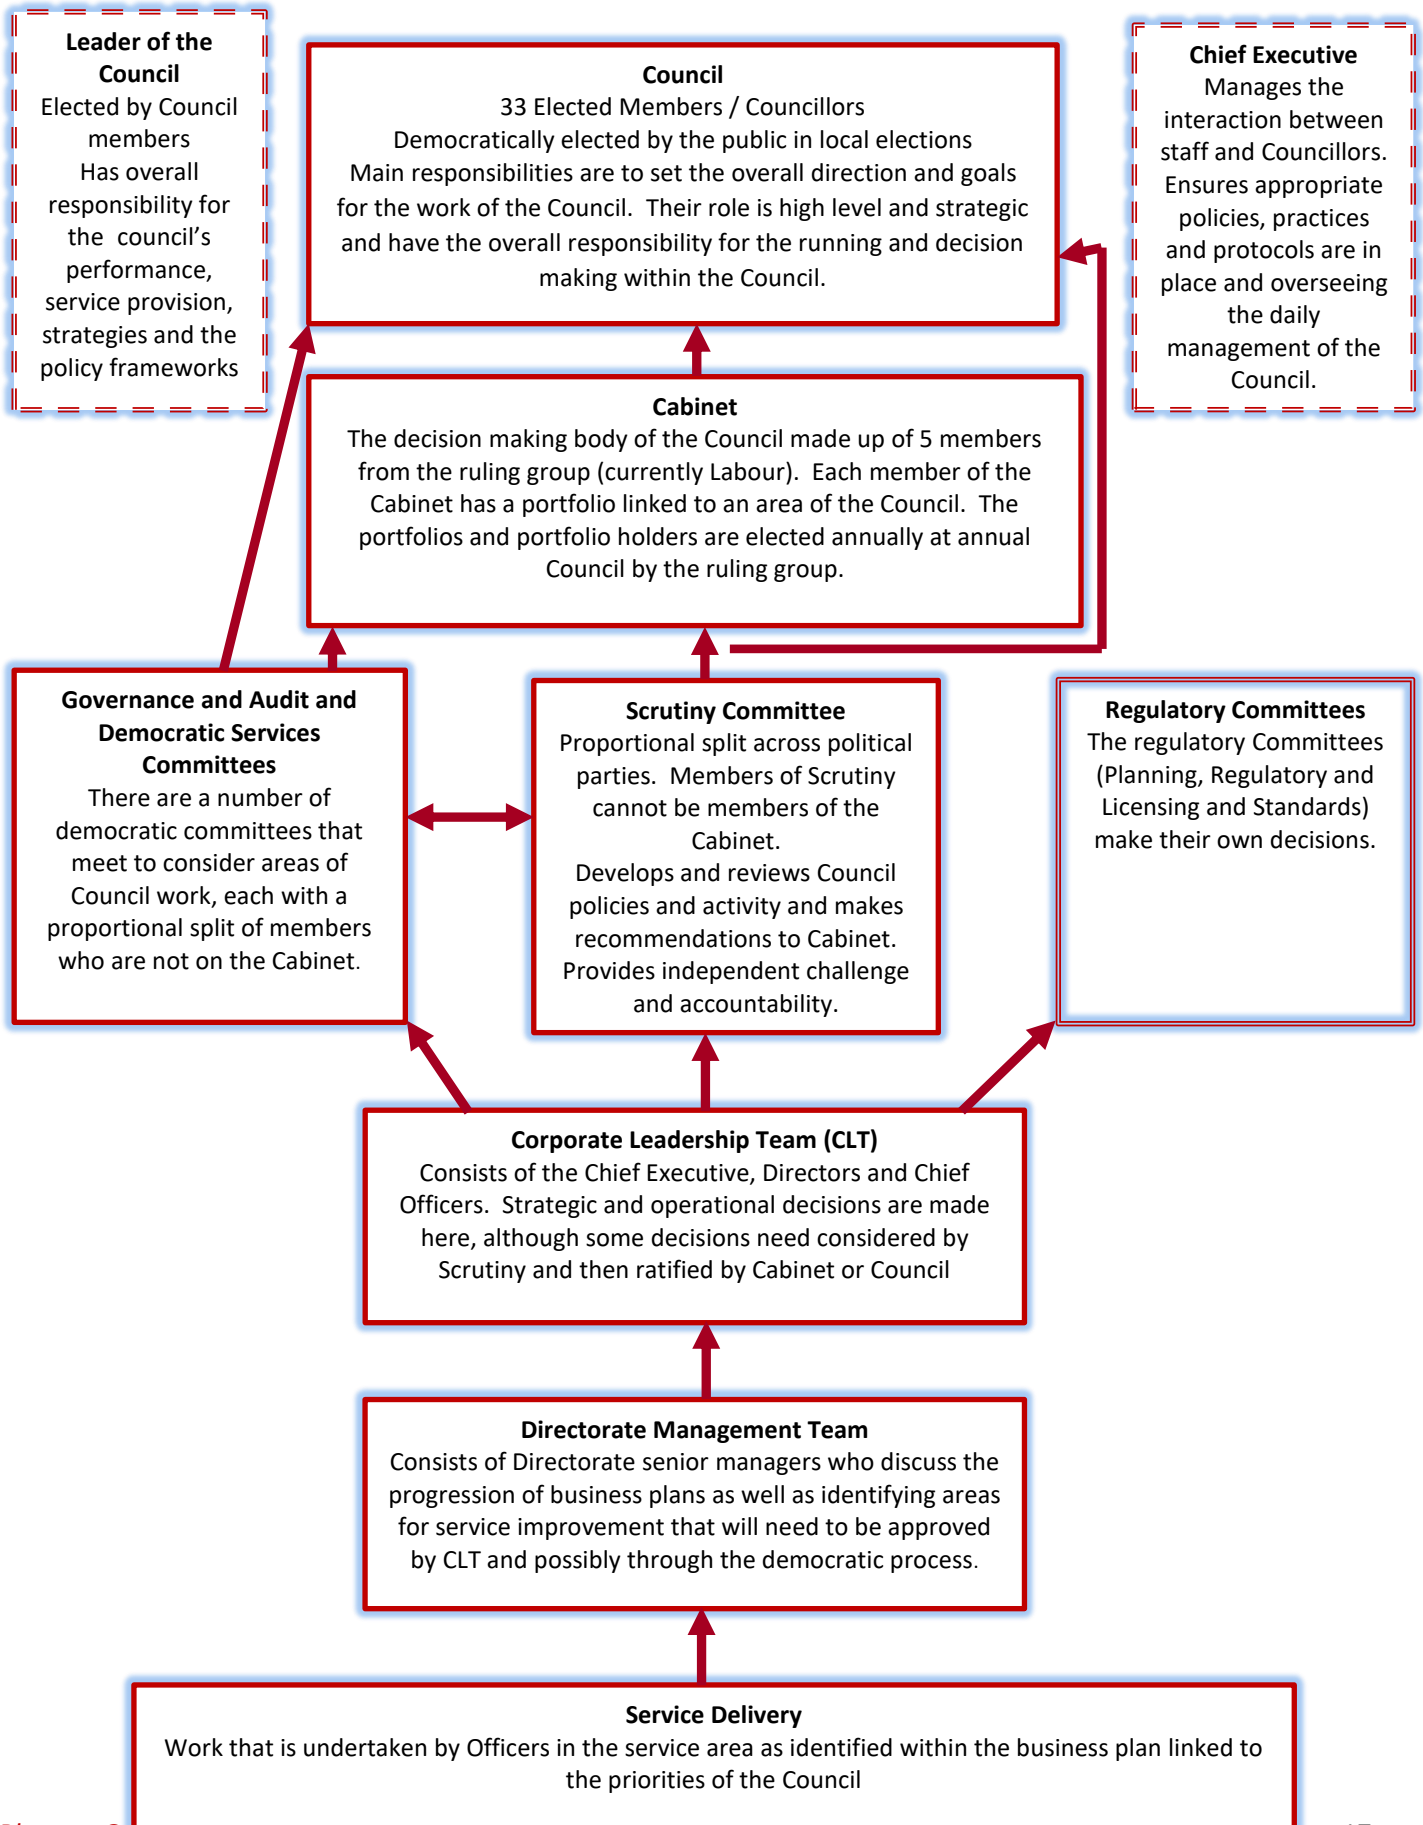 Leader of the
Council
Elected by Council
members
Has overall
responsibility for
the  council's
performance,
service provision,
strategies and the
policy frameworks
Council
33 Elected Members / Councillors
Democratically elected by the public in local elections
Main responsibilities are to set the overall direction and goals
for the work of the Council.  Their role is high level and strategic
and have the overall responsibility for the running and decision
making within the Council.
Chief Executive
Manages the
interaction between
staff and Councillors.
Ensures appropriate
policies, practices
and protocols are in
place and overseeing
the daily
management of the
Council.
Cabinet
The decision making body of the Council made up of 5 members
from the ruling group (currently Labour).  Each member of the
Cabinet has a portfolio linked to an area of the Council.  The
portfolios and portfolio holders are elected annually at annual
Council by the ruling group.
Governance and Audit and
Democratic Services
Committees
There are a number of
democratic committees that
meet to consider areas of
Council work, each with a
proportional split of members
who are not on the Cabinet.
Scrutiny Committee
Proportional split across political
parties.  Members of Scrutiny
cannot be members of the
Cabinet.
Develops and reviews Council
policies and activity and makes
recommendations to Cabinet.
Provides independent challenge
and accountability.
Regulatory Committees
The regulatory Committees
(Planning, Regulatory and
Licensing and Standards)
make their own decisions.
Corporate Leadership Team (CLT)
Consists of the Chief Executive, Directors and Chief
Officers.  Strategic and operational decisions are made
here, although some decisions need considered by
Scrutiny and then ratified by Cabinet or Council
Directorate Management Team
Consists of Directorate senior managers who discuss the
progression of business plans as well as identifying areas
for service improvement that will need to be approved
by CLT and possibly through the democratic process.
Service Delivery
Work that is undertaken by Officers in the service area as identified within the business plan linked to
the priorities of the Council